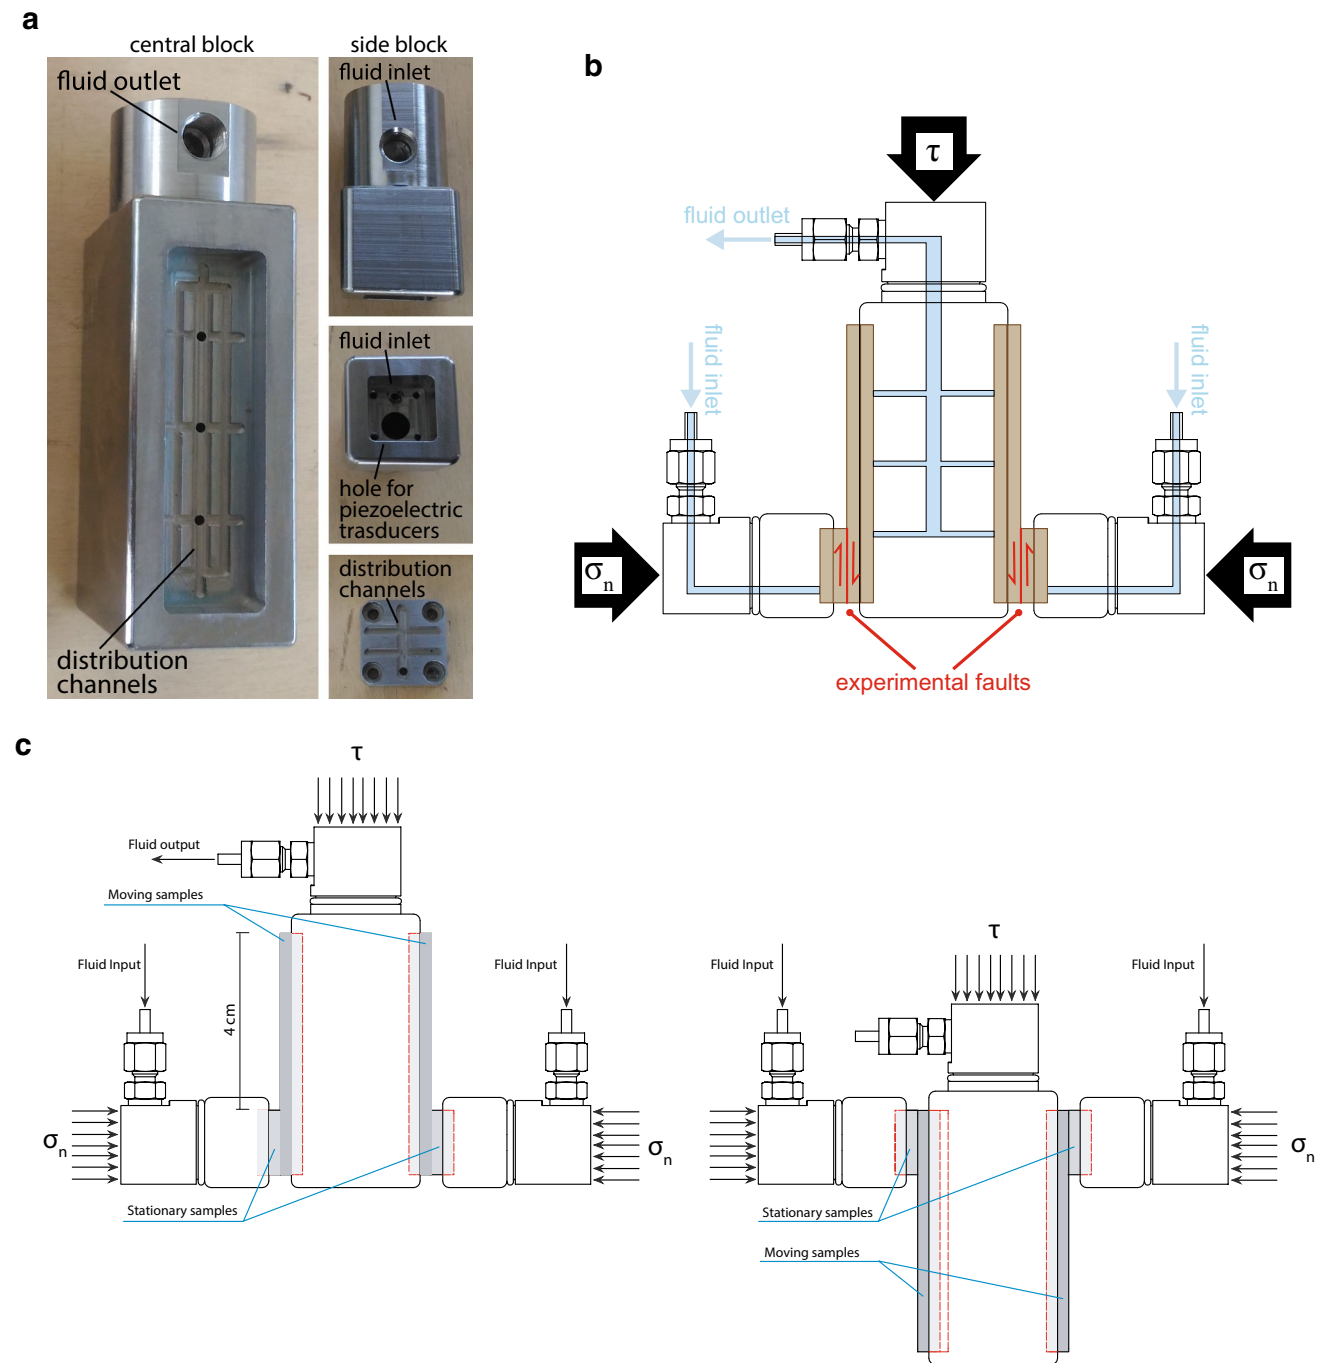 a
central block
side block
fluid outlet
distribution
channels
fluid inlet
fluid inlet
hole for
piezoelectric
trasducers
distribution
channels
b
τ
fluid outlet
fluid inlet
fluid inlet
σn
σn
experimental faults
c
τ
Fluid output
Moving samples
Fluid Input
Fluid Input
4 cm
σn
σn
Stationary samples
τ
Fluid Input
Fluid Input
σn
Stationary samples
Moving samples